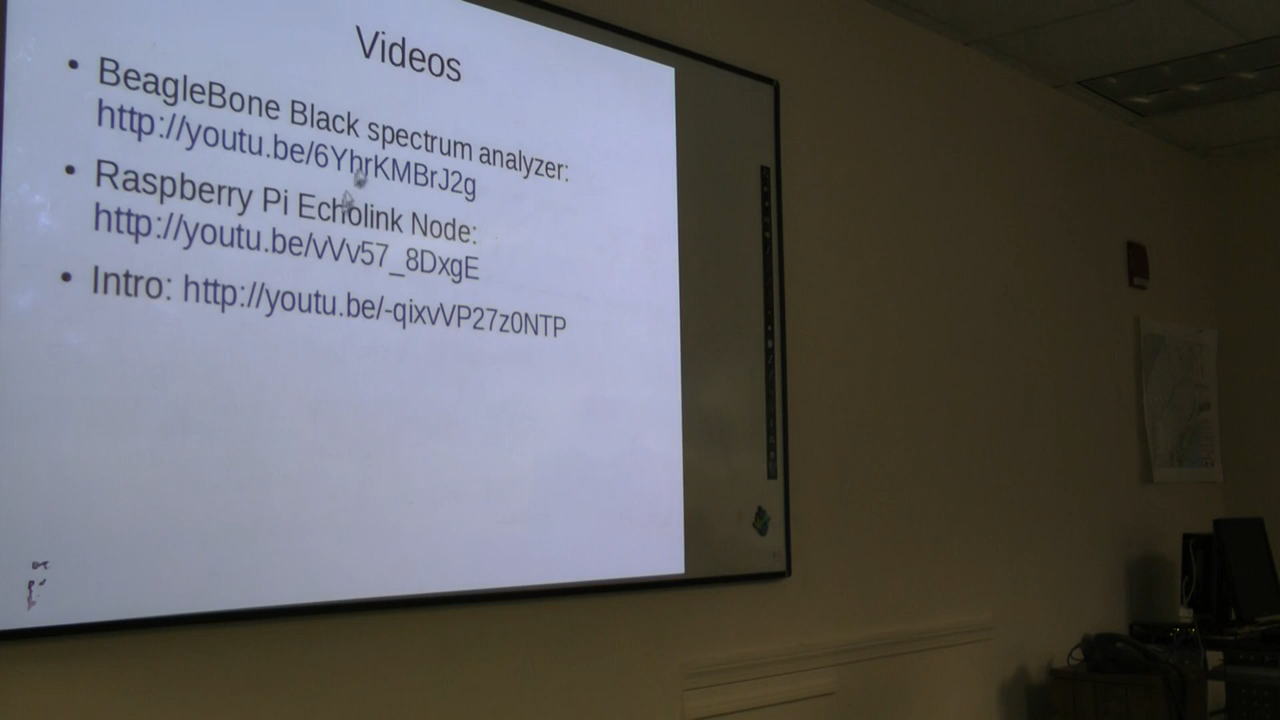 Videos
• BeagleBone Black spectrum analyzer:
http://youtu.be/6YhrKMBrJ2g
• Raspberry Pi Echolink Node:
http://youtu.be/vVv57_8DxgE
• Intro: http://youtu.be/-qixvVP27z0NTP